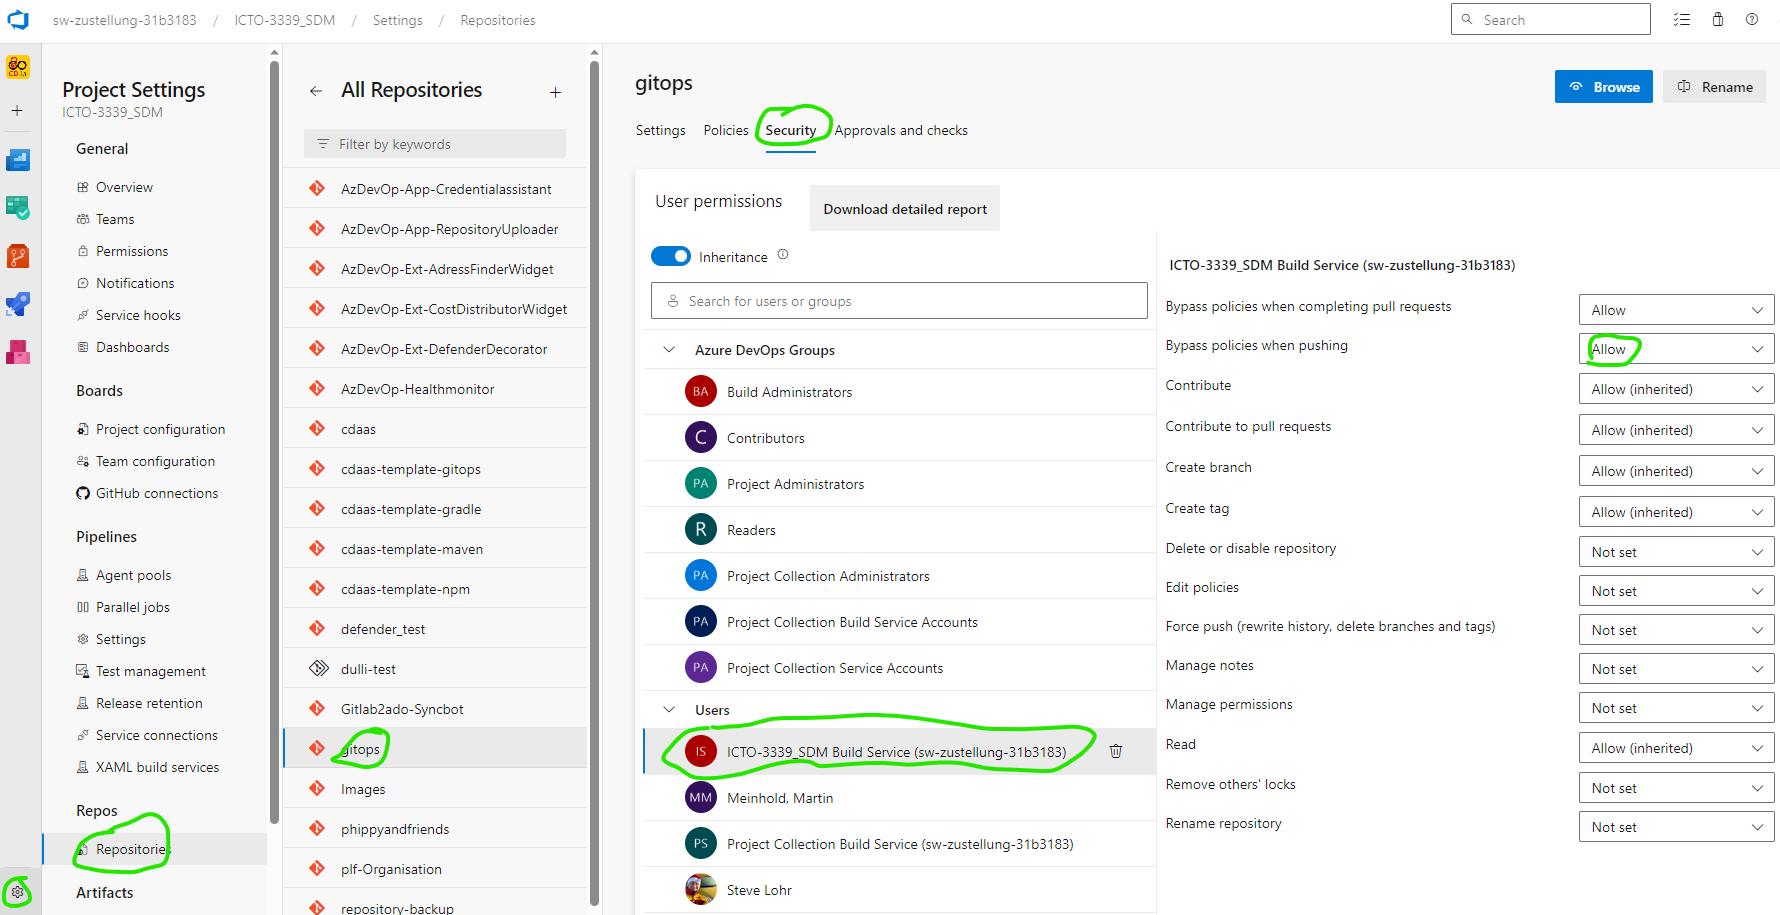 sw-zustellung-31b3183 / ICTO-3339_SDM / Settings / Repositories
Search
CD.la
Project Settings
ICTO-3339_SDM
General
Overview
Teams
Permissions
Notifications
Service hooks
Dashboards
Boards
Project configuration
Team configuration
GitHub connections
Pipelines
Agent pools
Parallel jobs
Settings
Test management
Release retention
Service connections
XAML build services
Repos
Repositories
Artifacts
All Repositories
Filter by keywords
AzDevOp-App-Credentialassistant
AzDevOp-App-RepositoryUploader
AzDevOp-Ext-AdressFinderWidget
AzDevOp-Ext-CostDistributorWidget
AzDevOp-Ext-DefenderDecorator
AzDevOp-Healthmonitor
cdaas
cdaas-template-gitops
cdaas-template-gradle
cdaas-template-maven
cdaas-template-npm
defender_test
dulli-test
Gitlab2ado-Syncbot
gitops
Images
phippyandfriends
plf-Organisation
repository-backup
gitops
Browse
Rename
Settings Policies Security Approvals and checks
User permissions
Download detailed report
Inheritance
Search for users or groups
Azure DevOps Groups
BA Build Administrators
C Contributors
PA Project Administrators
R Readers
PA Project Collection Administrators
PA Project Collection Build Service Accounts
PA Project Collection Service Accounts
Users
IS ICTO-3339_SDM Build Service (sw-zustellung-31b3183)
MM Meinhold, Martin
PS Project Collection Build Service (sw-zustellung-31b3183)
Steve Lohr
ICTO-3339_SDM Build Service (sw-zustellung-31b3183)
Bypass policies when completing pull requests Allow
Bypass policies when pushing Allow
Contribute Allow (inherited)
Contribute to pull requests Allow (inherited)
Create branch Allow (inherited)
Create tag Allow (inherited)
Delete or disable repository Not set
Edit policies Not set
Force push (rewrite history, delete branches and tags) Not set
Manage notes Not set
Manage permissions Not set
Read Allow (inherited)
Remove others' locks Not set
Rename repository Not set